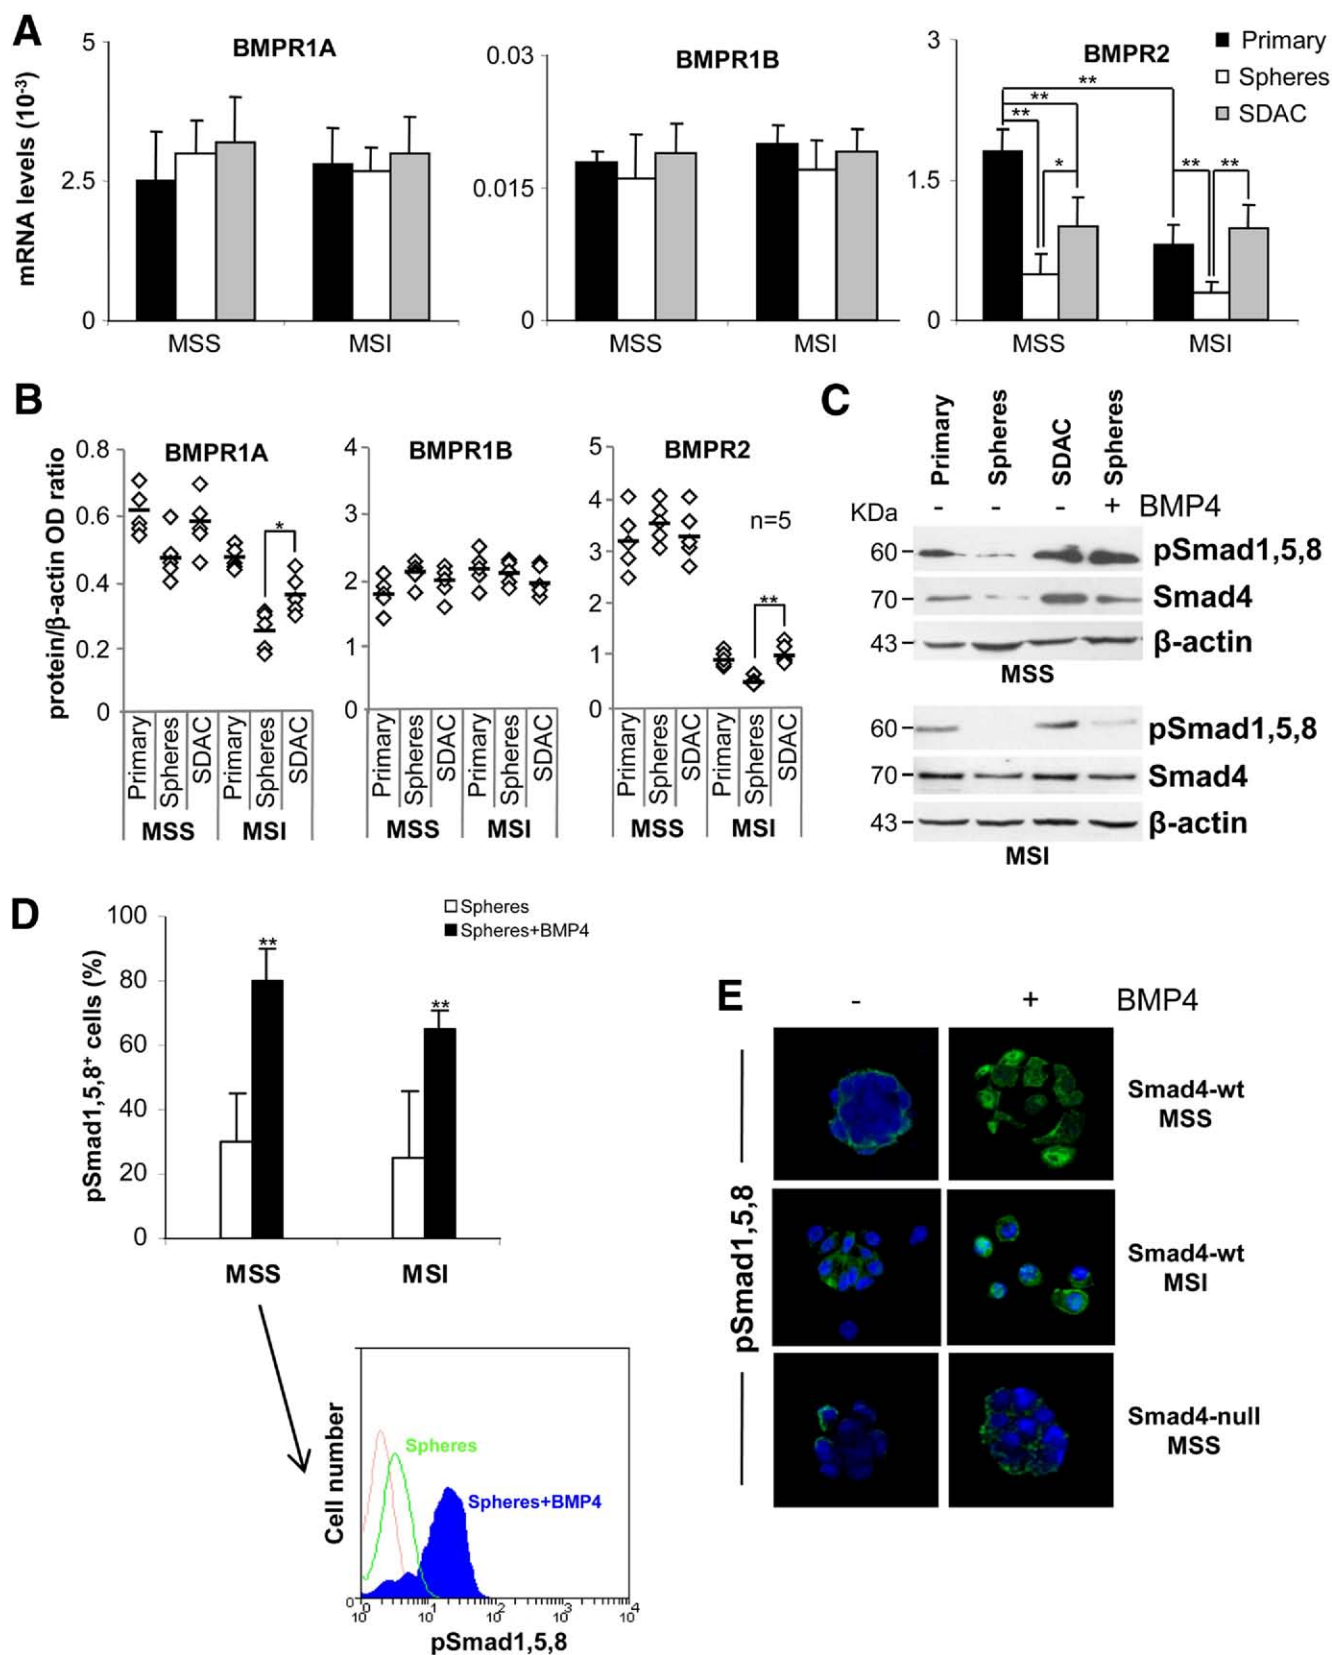 A
BMPR1A
BMPR1B
BMPR2
Primary
Spheres
SDAC
mRNA levels (10⁻³)
5
2.5
0
MSS MSI
0.03
0.015
0
MSS MSI
3
1.5
0
** ** ** * ** **
MSS MSI
B
BMPR1A
BMPR1B
BMPR2
protein/β-actin OD ratio
0.8
0.6
0.4
0.2
0
*
4
3
2
1
0
5
4
3
2
1
0
n=5
**
Primary Spheres SDAC Primary Spheres SDAC
MSS MSI
Primary Spheres SDAC Primary Spheres SDAC
MSS MSI
Primary Spheres SDAC Primary Spheres SDAC
MSS MSI
C
Primary Spheres SDAC Spheres
KDa - - - + BMP4
60 pSmad1,5,8
70 Smad4
43 β-actin
MSS
60 pSmad1,5,8
70 Smad4
43 β-actin
MSI
D
Spheres
Spheres+BMP4
pSmad1,5,8⁺ cells (%)
100
80
60
40
20
0
** **
MSS MSI
Cell number
Spheres
Spheres+BMP4
0
10⁰ 10¹ 10² 10³ 10⁴
pSmad1,5,8
E
- + BMP4
pSmad1,5,8
Smad4-wt
MSS
Smad4-wt
MSI
Smad4-null
MSS